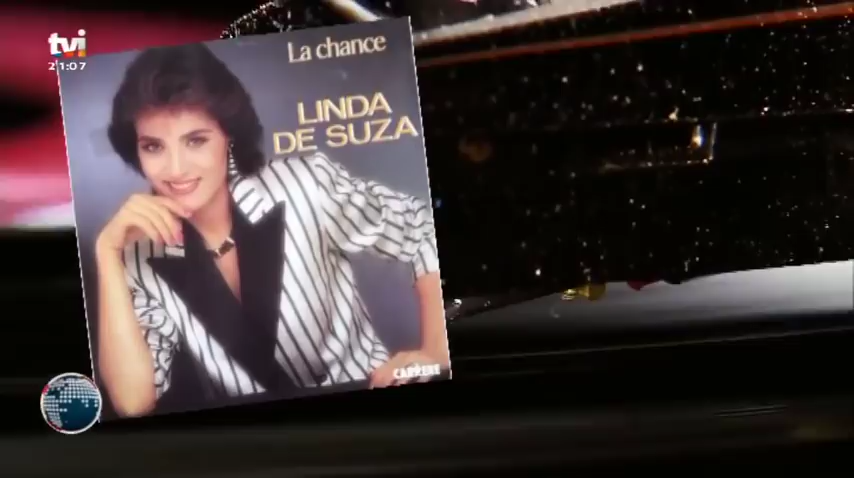 tvi
21:07
La chance
LINDA
DE SUZA
CARRERE